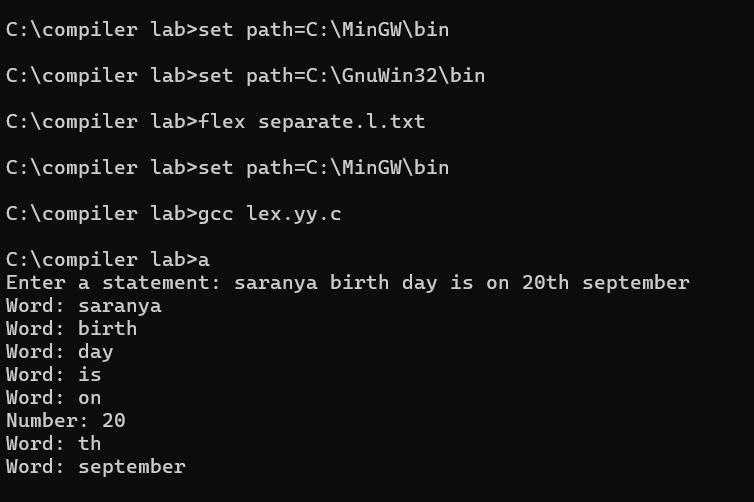 C:\compiler lab>set path=C:\MinGW\bin
C:\compiler lab>set path=C:\GnuWin32\bin
C:\compiler lab>flex separate.l.txt
C:\compiler lab>set path=C:\MinGW\bin
C:\compiler lab>gcc lex.yy.c
C:\compiler lab>a
Enter a statement: saranya birth day is on 20th september
Word: saranya
Word: birth
Word: day
Word: is
Word: on
Number: 20
Word: th
Word: september